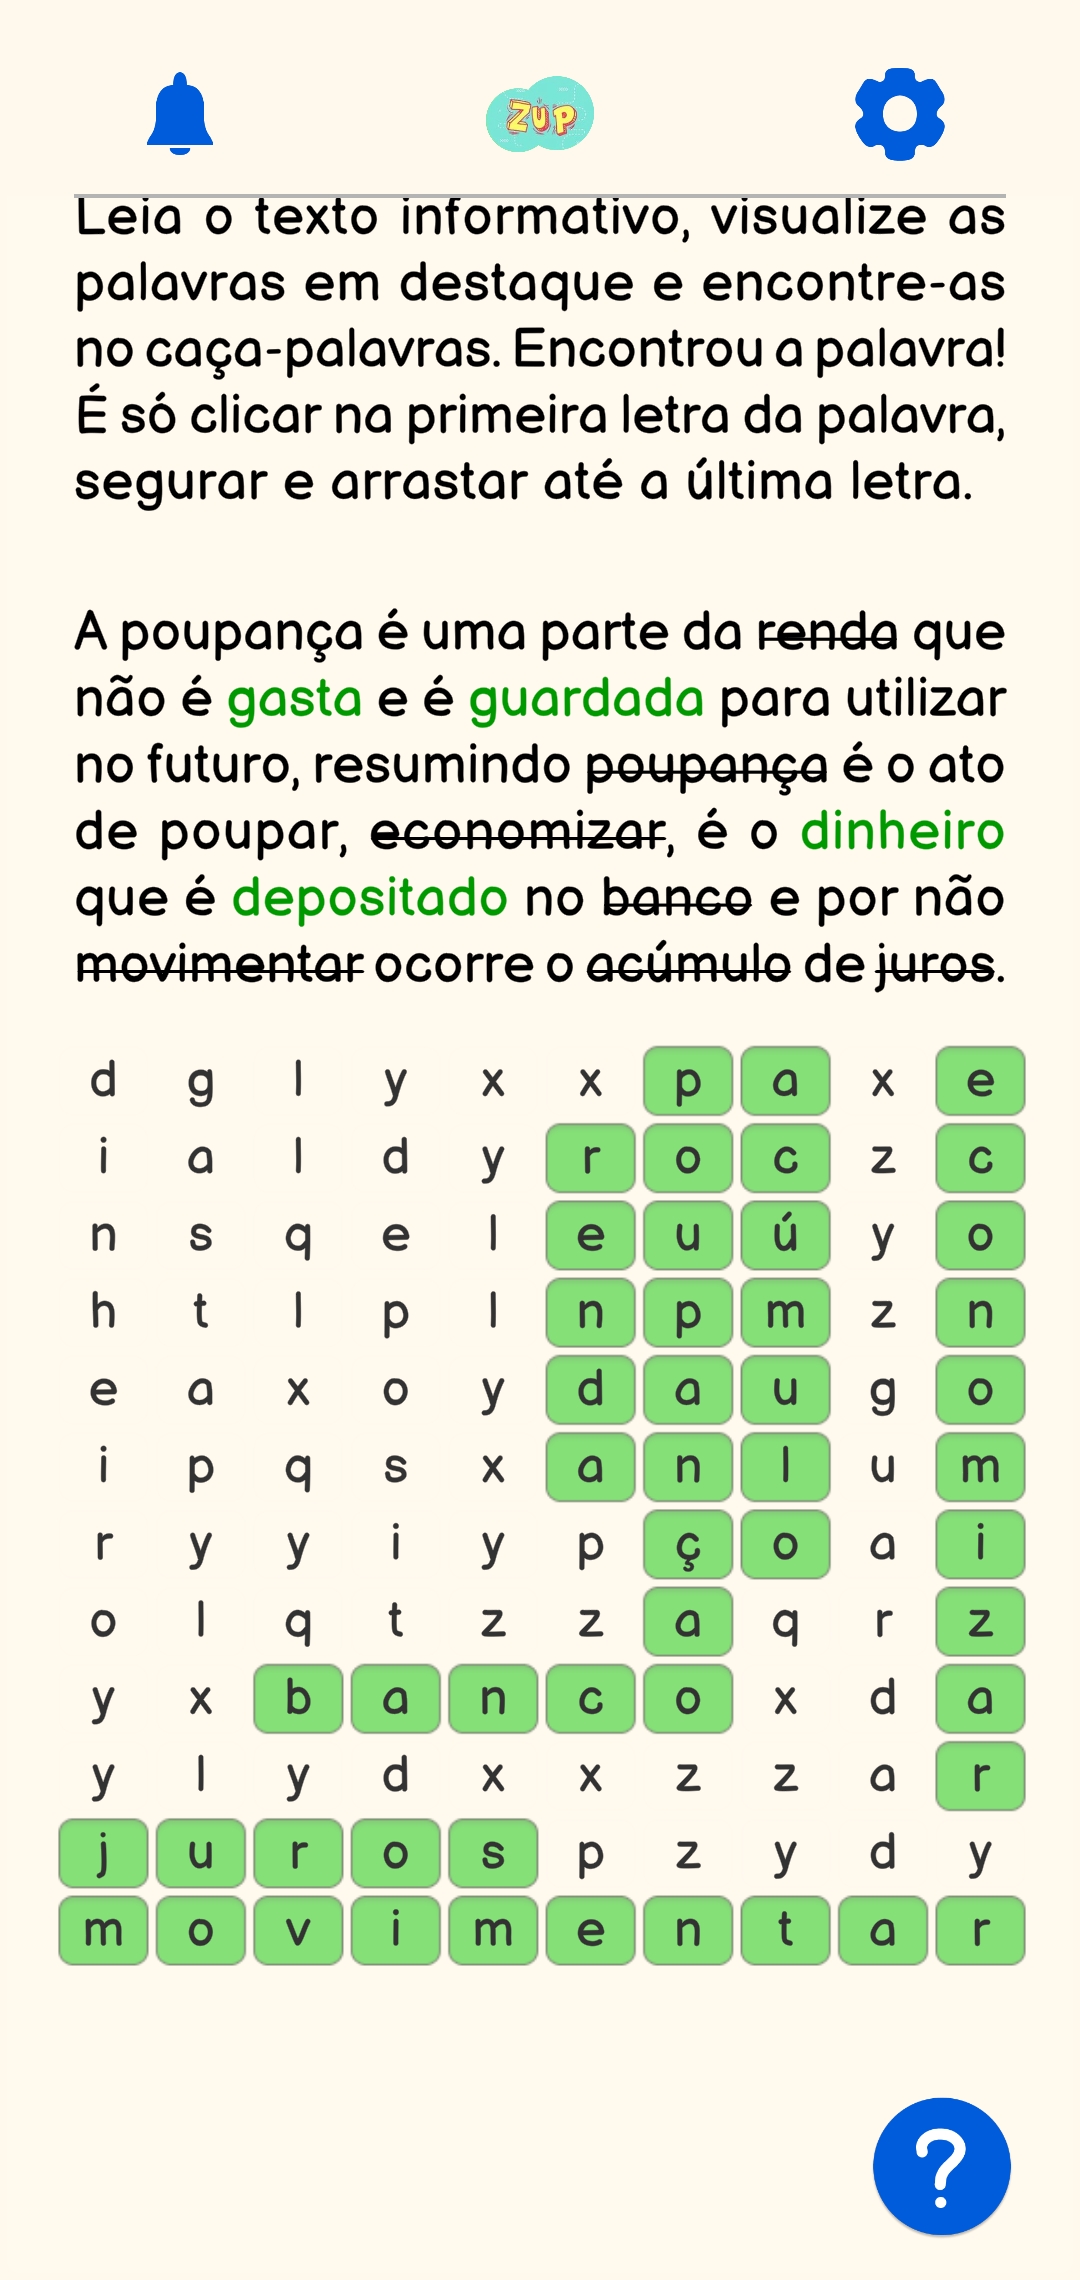 ZUP
Leia o texto informativo, visualize as
palavras em destaque e encontre-as
no caça-palavras. Encontrou a palavra!
É só clicar na primeira letra da palavra,
segurar e arrastar até a última letra.
A poupança é uma parte da renda que
não é gasta e é guardada para utilizar
no futuro, resumindo poupança é o ato
de poupar, economizar, é o dinheiro
que é depositado no banco e por não
movimentar ocorre o acúmulo de juros.
d g l y x x p a x e
i a l d y r o c z c
n s q e l e u ú y o
h t l p l n p m z n
e a x o y d a u g o
i p q s x a n l u m
r y y i y p ç o a i
o l q t z z a q r z
y x b a n c o x d a
y l y d x x z z a r
j u r o s p z y d y
m o v i m e n t a r
?